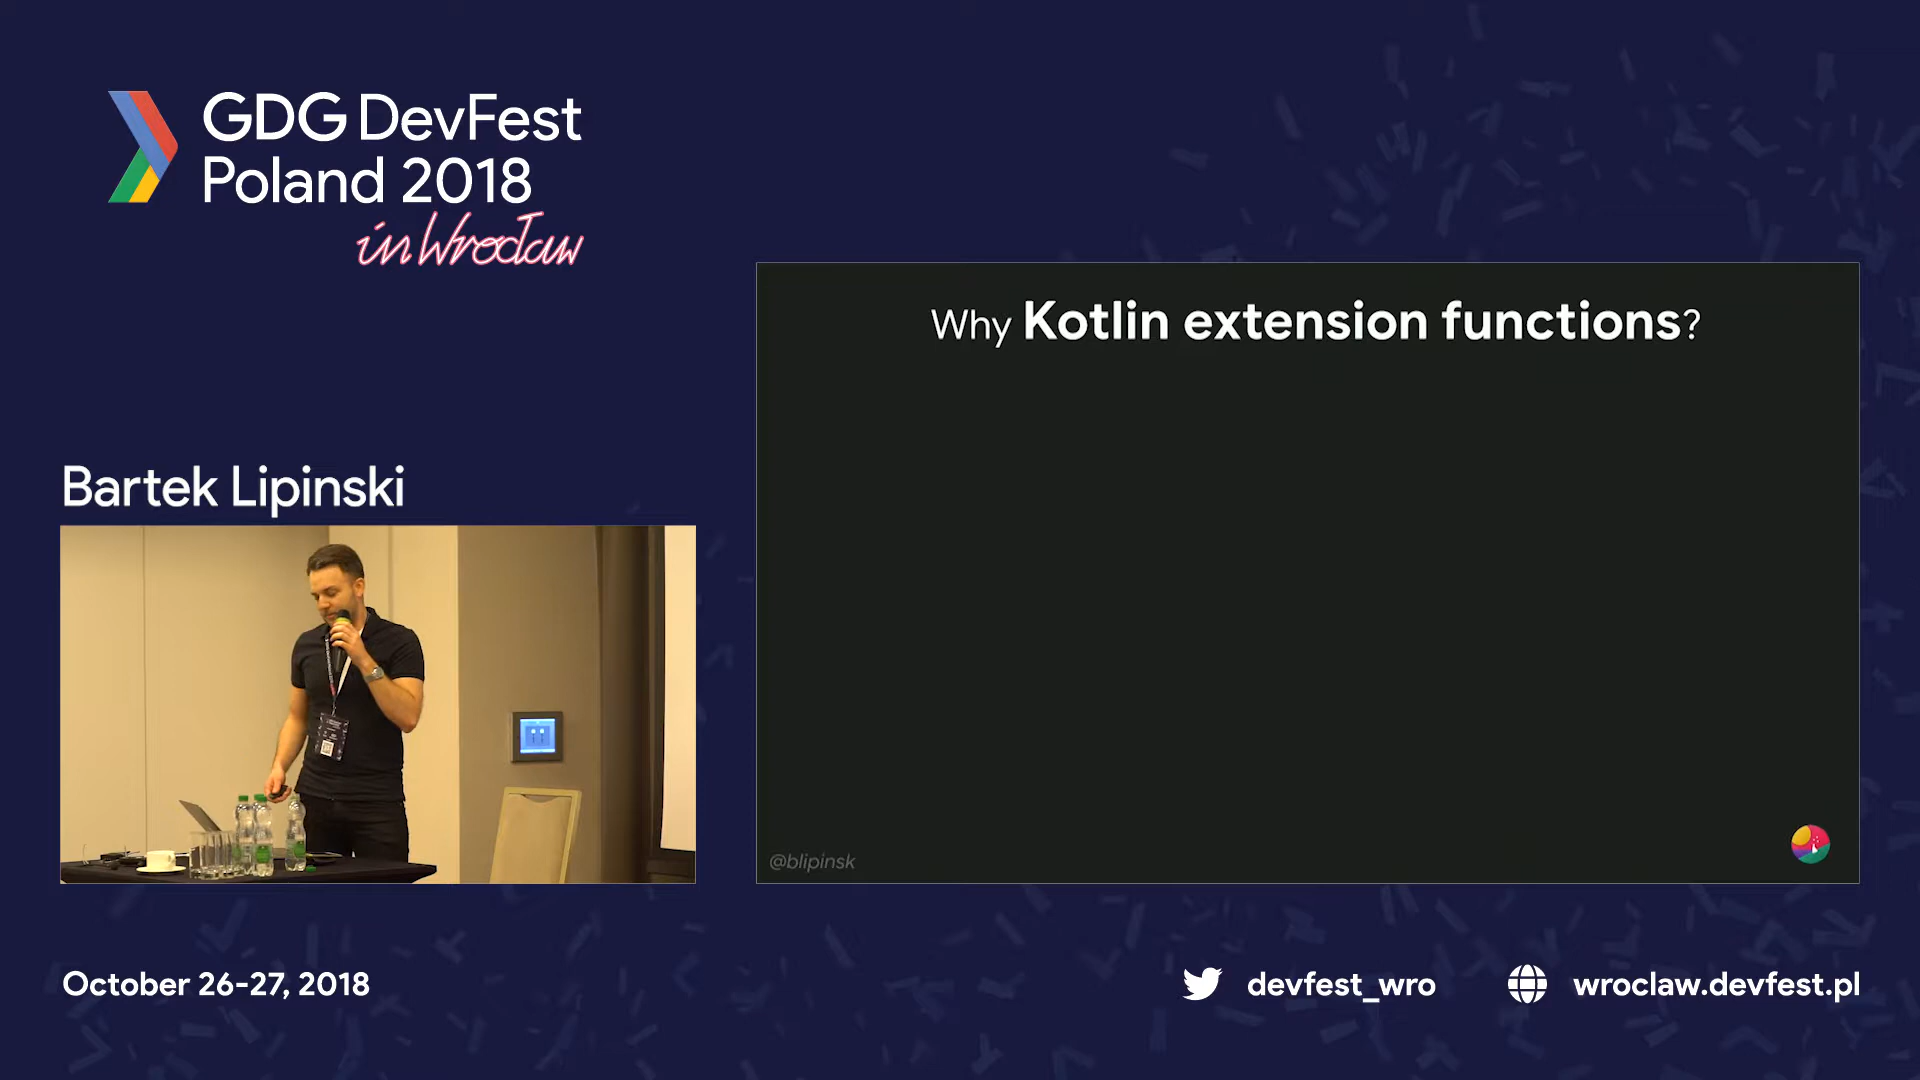 GDG DevFest
Poland 2018
in Wrocław
Bartek Lipinski
Why Kotlin extension functions?
@blipinsk
October 26-27, 2018
devfest_wro
wroclaw.devfest.pl